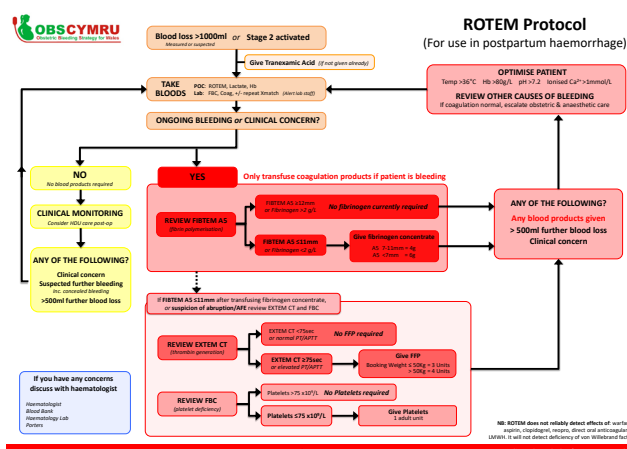 OBSCYMRU
Obstetric Bleeding Strategy for Wales
ROTEM Protocol
(For use in postpartum haemorrhage)
Blood loss >1000ml or Stage 2 activated
Measured or suspected
Give Tranexamic Acid (if not given already)
TAKE BLOODS
POC: ROTEM, Lactate, Hb
Lab: FBC, Coag, +/- repeat Xmatch (Alert lab staff)
ONGOING BLEEDING or CLINICAL CONCERN?
OPTIMISE PATIENT
Temp >36°C Hb >80g/L pH >7.2 Ionised Ca²⁺ >1mmol/L
REVIEW OTHER CAUSES OF BLEEDING
If coagulation normal, escalate obstetric & anaesthetic care
NO
No blood products required
CLINICAL MONITORING
Consider HDU care post-op
ANY OF THE FOLLOWING?
Clinical concern
Suspected further bleeding
Inc. concealed bleeding
>500ml further blood loss
YES
Only transfuse coagulation products if patient is bleeding
REVIEW FIBTEM A5
(fibrin polymerisation)
FIBTEM A5 ≥12mm
or Fibrinogen >2 g/L
No fibrinogen currently required
FIBTEM A5 ≤11mm
or Fibrinogen <2 g/L
Give fibrinogen concentrate
A5 7-11mm = 4g
A5 <7mm = 6g
ANY OF THE FOLLOWING?
Any blood products given
> 500ml further blood loss
Clinical concern
If FIBTEM A5 ≤11mm after transfusing fibrinogen concentrate,
or suspicion of abruption/AFE review EXTEM CT and FBC
REVIEW EXTEM CT
(thrombin generation)
EXTEM CT <75sec
or normal PT/APTT
No FFP required
EXTEM CT ≥75sec
or elevated PT/APTT
Give FFP
Booking Weight ≤ 50Kg = 3 Units
> 50Kg = 4 Units
REVIEW FBC
(platelet deficiency)
Platelets >75 x10⁹/L
No Platelets required
Platelets ≤75 x10⁹/L
Give Platelets
1 adult unit
If you have any concerns
discuss with haematologist
Haematologist
Blood Bank
Haematology Lab
Porters
NB: ROTEM does not reliably detect effects of: warfa
aspirin, clopidogrel, reopro, direct oral anticoagulan
LMWH. It will not detect deficiency of von Willebrand fact